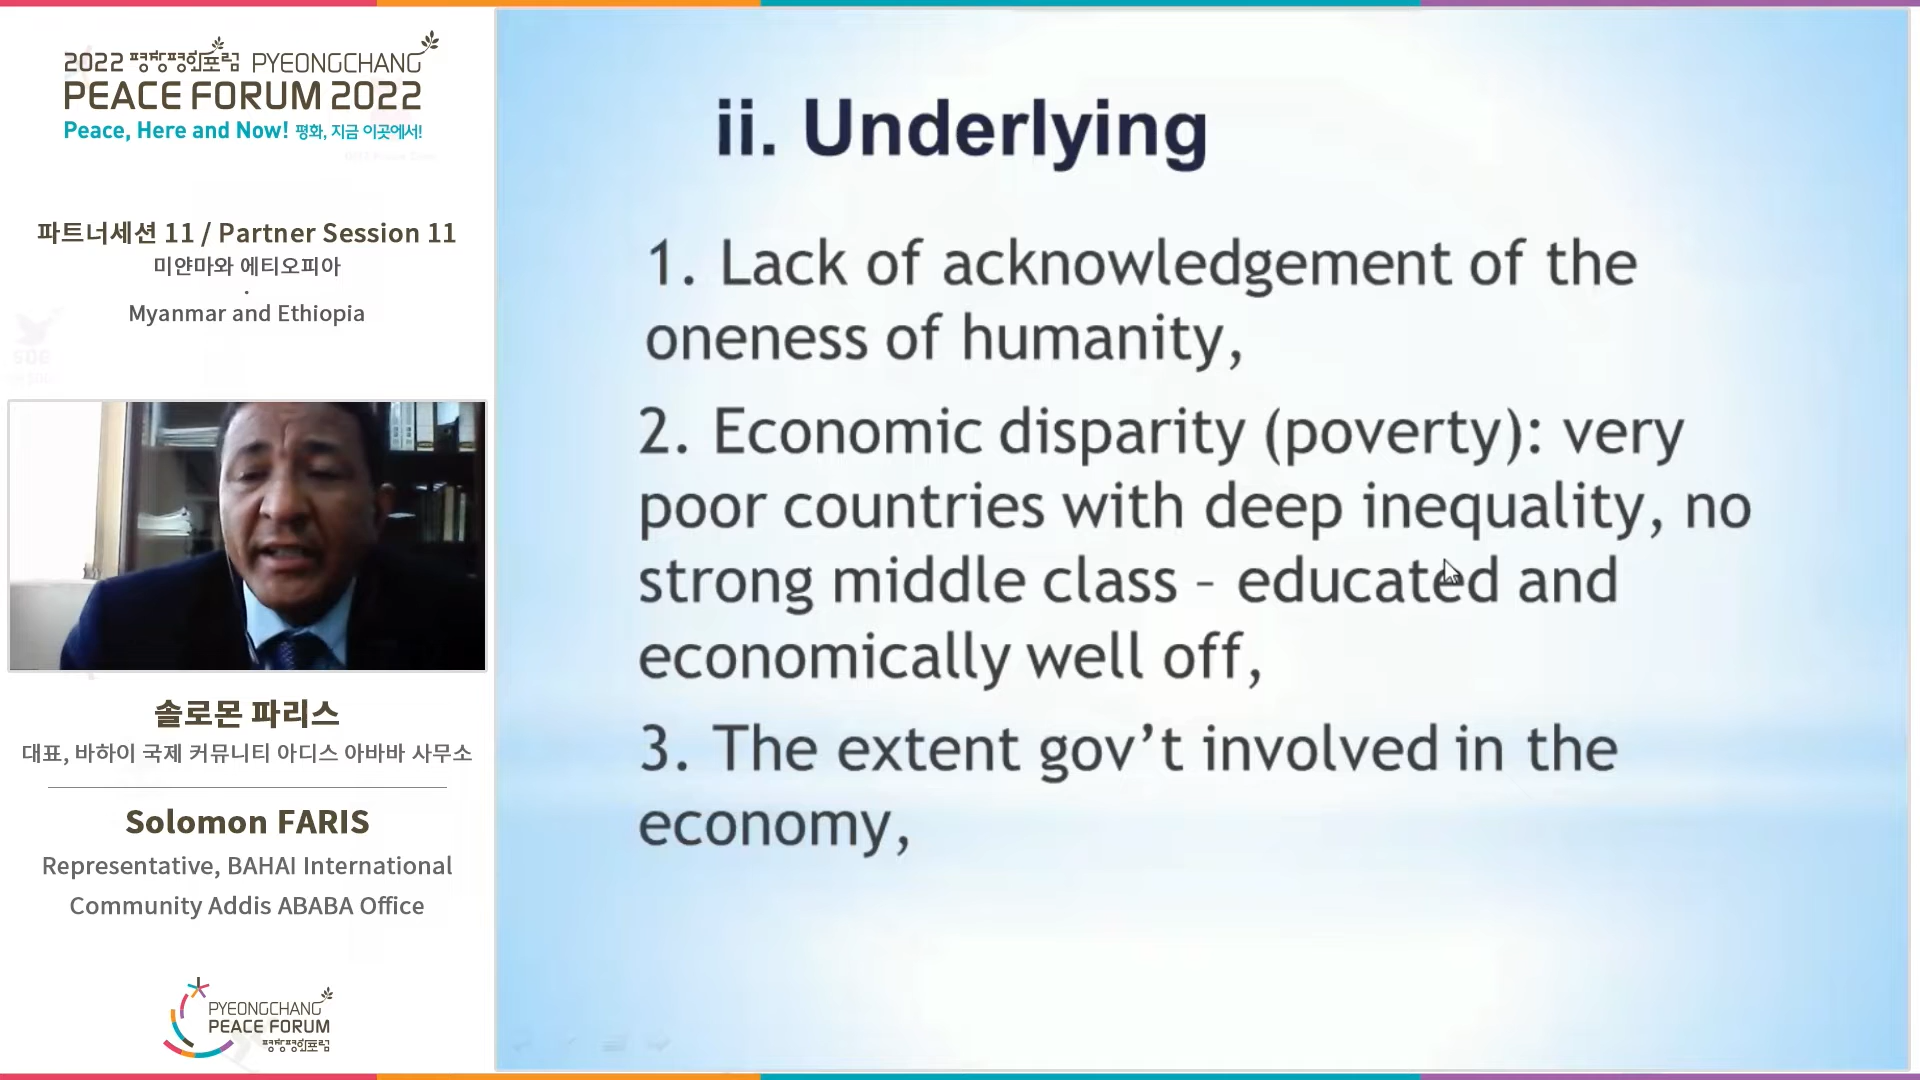 2022 평창평화포럼 PYEONGCHANG
PEACE FORUM 2022
Peace, Here and Now! 평화, 지금 이곳에서!
파트너세션 11 / Partner Session 11
미얀마와 에티오피아
·
Myanmar and Ethiopia
솔로몬 파리스
대표, 바하이 국제 커뮤니티 아디스 아바바 사무소
Solomon FARIS
Representative, BAHAI International
Community Addis ABABA Office
PYEONGCHANG
PEACE FORUM
평창평화포럼
ii. Underlying
1. Lack of acknowledgement of the
oneness of humanity,
2. Economic disparity (poverty): very
poor countries with deep inequality, no
strong middle class – educated and
economically well off,
3. The extent gov’t involved in the
economy,